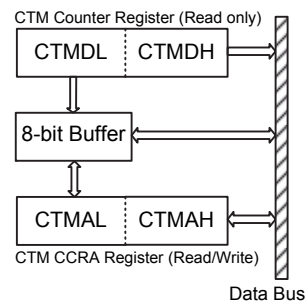 CTM Counter Register (Read only)
CTMDL CTMDH
8-bit Buffer
CTMAL CTMAH
CTM CCRA Register (Read/Write)
Data Bus